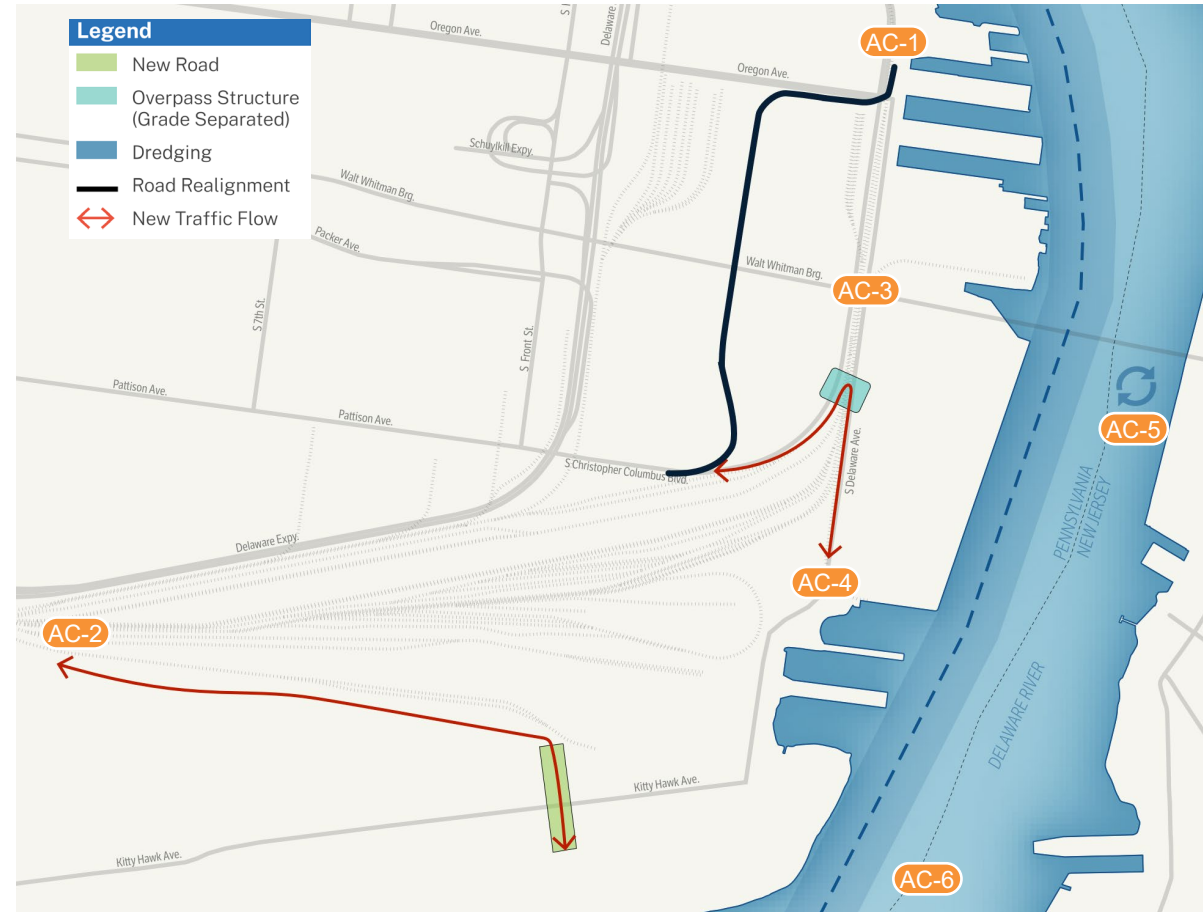 Legend
New Road
Overpass Structure
(Grade Separated)
Dredging
Road Realignment
New Traffic Flow
Oregon Ave.
Delaware
AC-1
Oregon Ave.
Schuylkill Expy.
Walt Whitman Brg.
Packer Ave.
Walt Whitman Brg.
AC-3
S 7th St.
S Front St.
Pattison Ave.
Pattison Ave.
AC-5
S Christopher Columbus Blvd.
S Delaware Ave.
PENNSYLVANIA
NEW JERSEY
Delaware Expy.
AC-4
AC-2
DELAWARE RIVER
Kitty Hawk Ave.
Kitty Hawk Ave.
AC-6